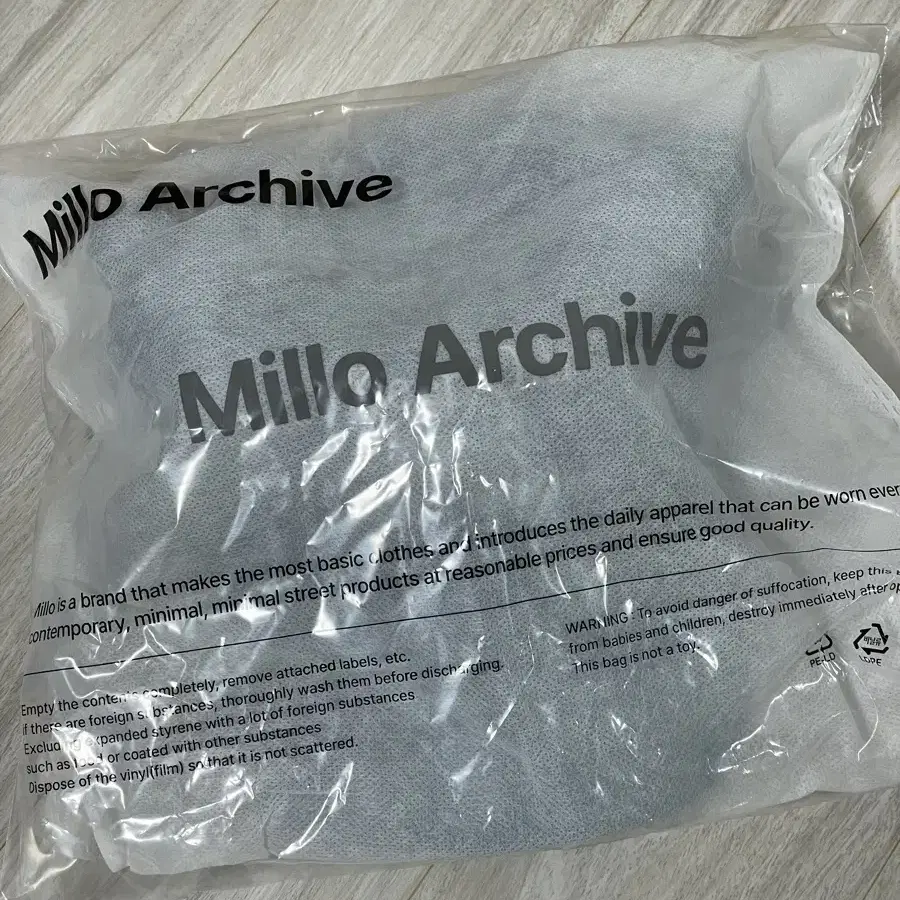 Millo Archive
Millo Archive
Millo is a brand that makes the most basic clothes and introduces the daily apparel that can be worn ever
contemporary, minimal, minimal street products at reasonable prices and ensure good quality.
Empty the contents completely, remove attached labels, etc.
if there are foreign substances, thoroughly wash them before discharging.
Excluding expanded styrene with a lot of foreign substances
such as food or coated with other substances
Dispose of the vinyl(film) so that it is not scattered.
WARNING : To avoid danger of suffocation, keep this
from babies and children, destroy immediately after op
This bag is not a toy.
PE-LD
LDPE